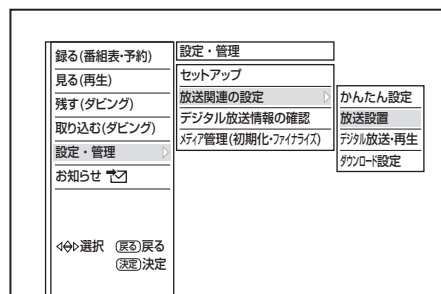 録る(番組表･予約)
見る(再生)
残す(ダビング)
取り込む(ダビング)
設定・管理
お知らせ
選択 戻る戻る
決定決定
設定・管理
セットアップ
放送関連の設定
デジタル放送情報の確認
メディア管理(初期化･ファイナライズ)
かんたん設定
放送設置
デジタル放送・再生
ダウンロード設定